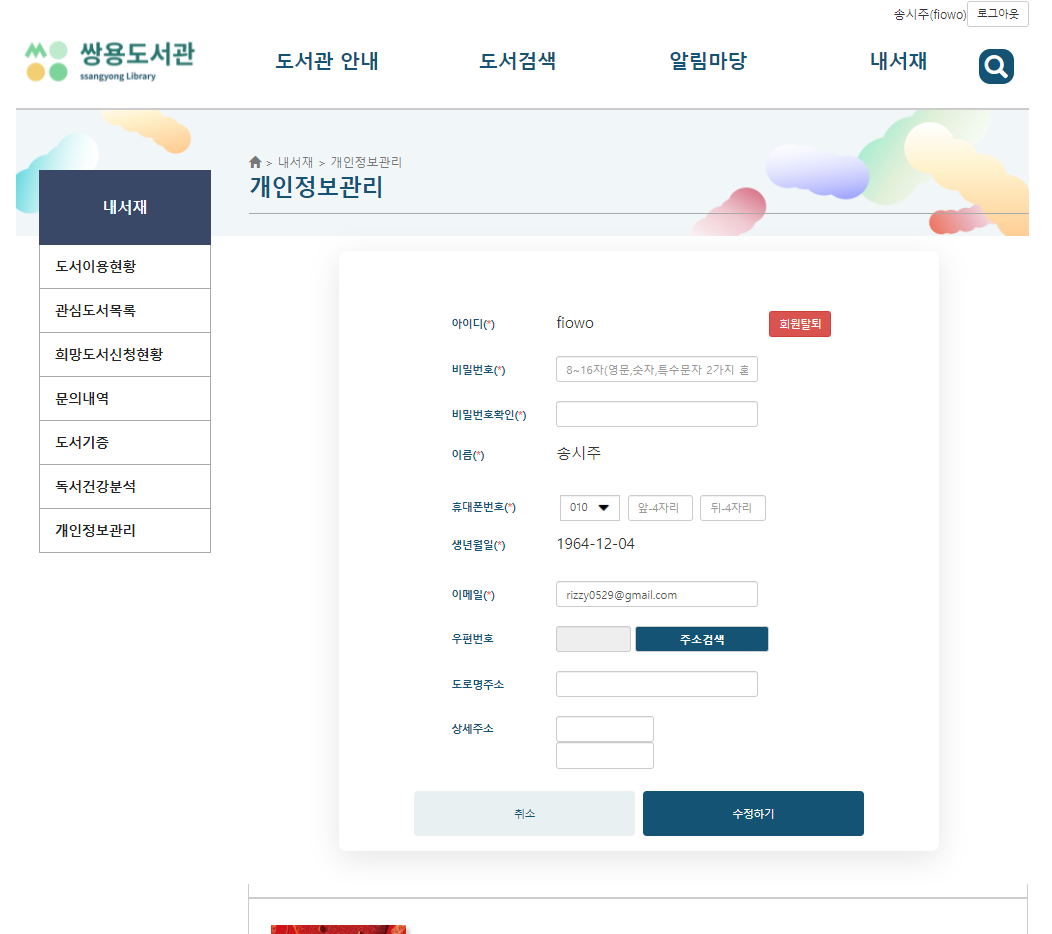 송시주(fiowo) 로그아웃
쌍용도서관
ssangyong Library
도서관 안내 도서검색 알림마당 내서재
> 내서재 > 개인정보관리
개인정보관리
내서재
도서이용현황
관심도서목록
희망도서신청현황
문의내역
도서기증
독서건강분석
개인정보관리
아이디(*) fiowo 회원탈퇴
비밀번호(*) 8~16자(영문,숫자,특수문자 2가지 혼
비밀번호확인(*)
이름(*) 송시주
휴대폰번호(*) 010 앞-4자리 뒤-4자리
생년월일(*) 1964-12-04
이메일(*) rizzy0529@gmail.com
우편번호 주소검색
도로명주소
상세주소
취소 수정하기